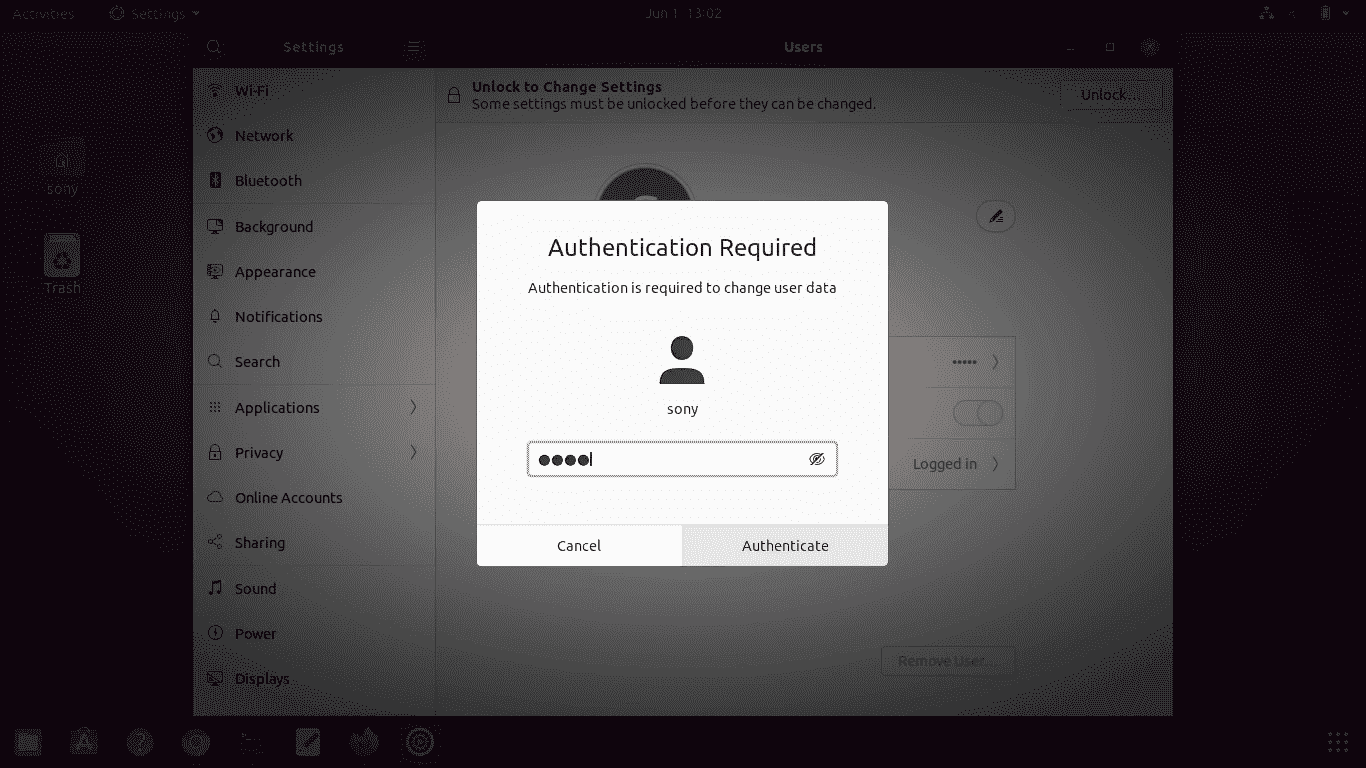 Activities
Settings
Jun 1 13:02
Settings
Users
Wi-Fi
Network
Bluetooth
Background
Appearance
Notifications
Search
Applications
Privacy
Online Accounts
Sharing
Sound
Power
Displays
Unlock to Change Settings
Some settings must be unlocked before they can be changed.
Unlock...
sony
Trash
Authentication Required
Authentication is required to change user data
sony
Cancel
Authenticate
Logged in
Remove User...